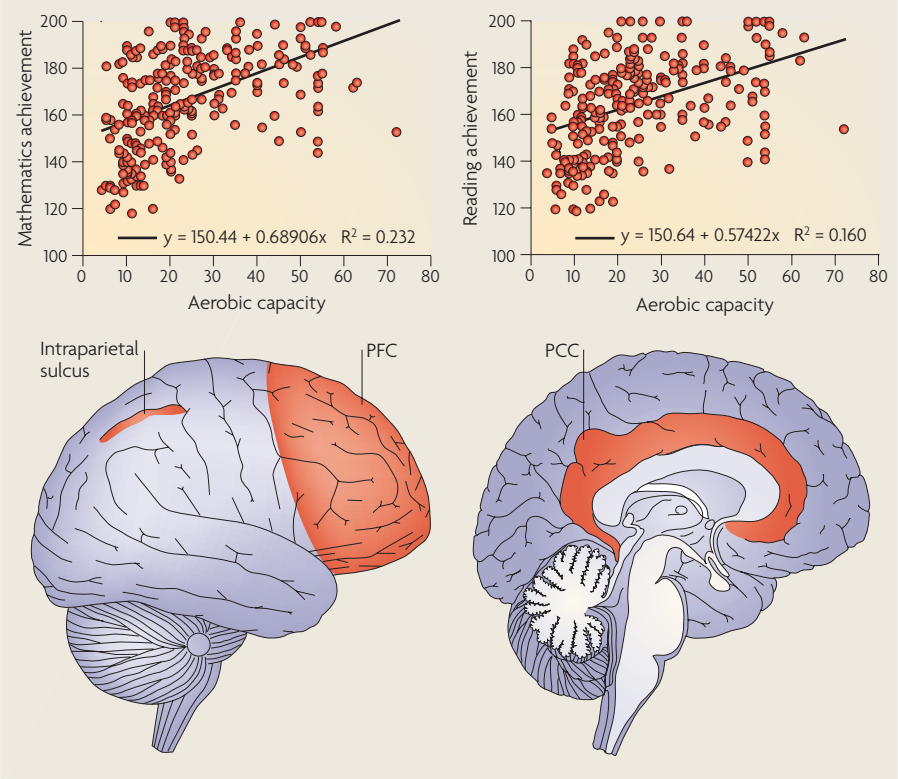 Mathematics achievement
200
180
160
140
120
100
y = 150.44 + 0.68906x R² = 0.232
0 10 20 30 40 50 60 70 80
Aerobic capacity
Reading achievement
200
180
160
140
120
100
y = 150.64 + 0.57422x R² = 0.160
0 10 20 30 40 50 60 70 80
Aerobic capacity
Intraparietal
sulcus
PFC
PCC